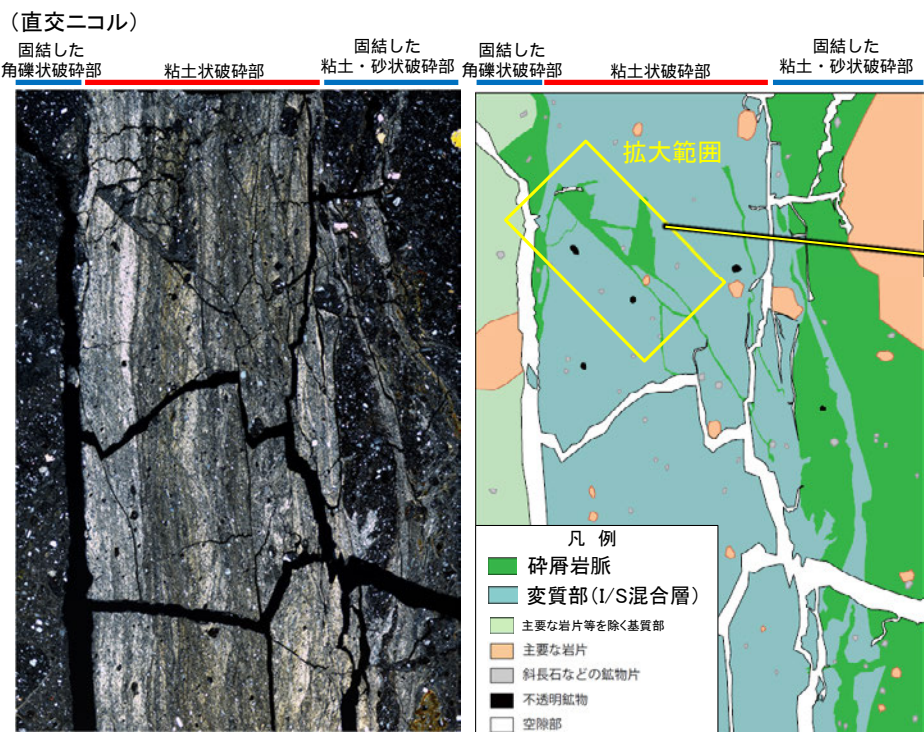 （直交ニコル）
固結した
角礫状破砕部
粘土状破砕部
固結した
粘土・砂状破砕部
固結した
角礫状破砕部
粘土状破砕部
固結した
粘土・砂状破砕部
拡大範囲
凡 例
砕屑岩脈
変質部(I/S混合層)
主要な岩片等を除く基質部
主要な岩片
斜長石などの鉱物片
不透明鉱物
空隙部